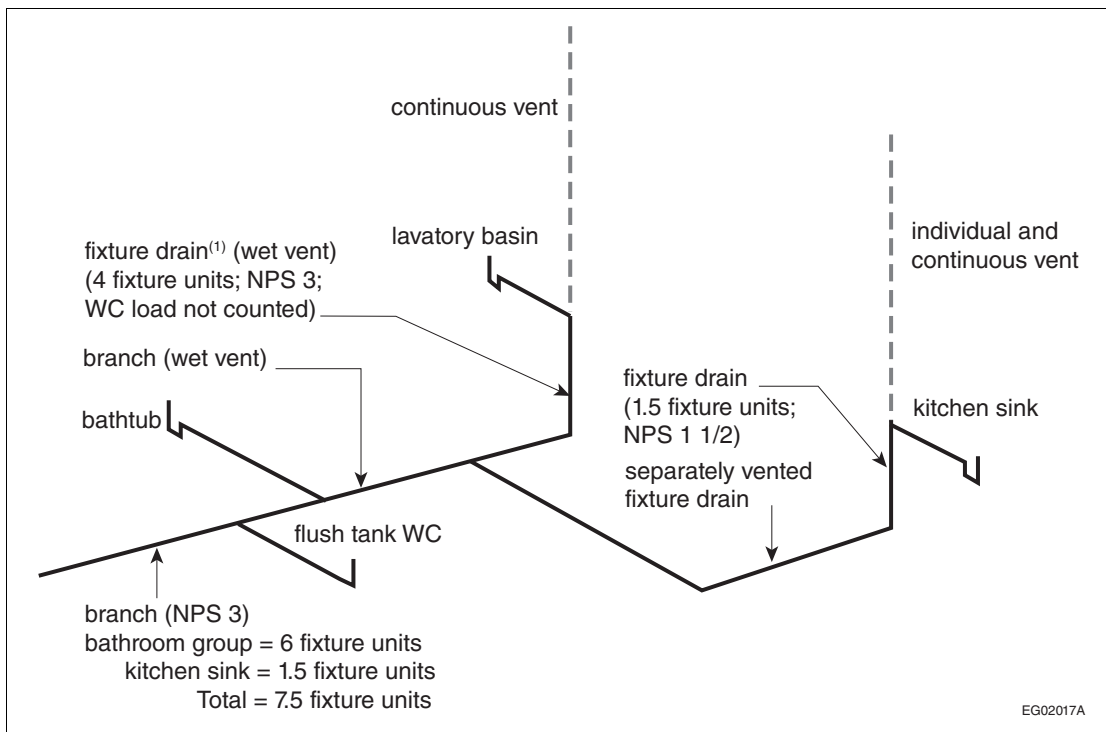 continuous vent
lavatory basin
fixture drain(1) (wet vent)
(4 fixture units; NPS 3;
WC load not counted)
branch (wet vent)
bathtub
flush tank WC
branch (NPS 3)
bathroom group = 6 fixture units
kitchen sink = 1.5 fixture units
Total = 7.5 fixture units
individual and
continuous vent
fixture drain
(1.5 fixture units;
NPS 1 1/2)
kitchen sink
separately vented
fixture drain
EG02017A